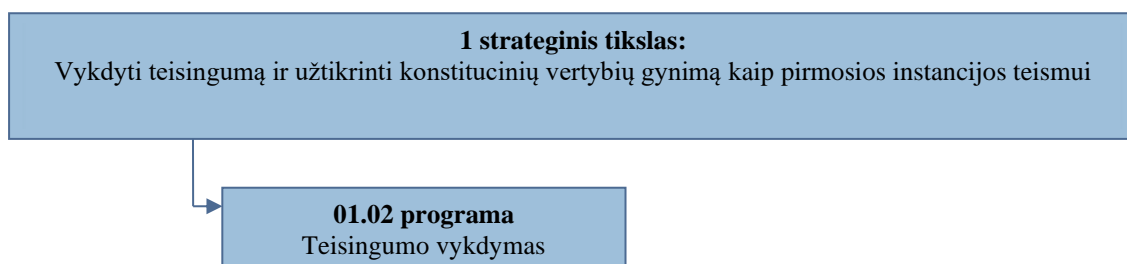 1 strateginis tikslas:
Vykdyti teisingumą ir užtikrinti konstitucinių vertybių gynimą kaip pirmosios instancijos teismui
01.02 programa
Teisingumo vykdymas